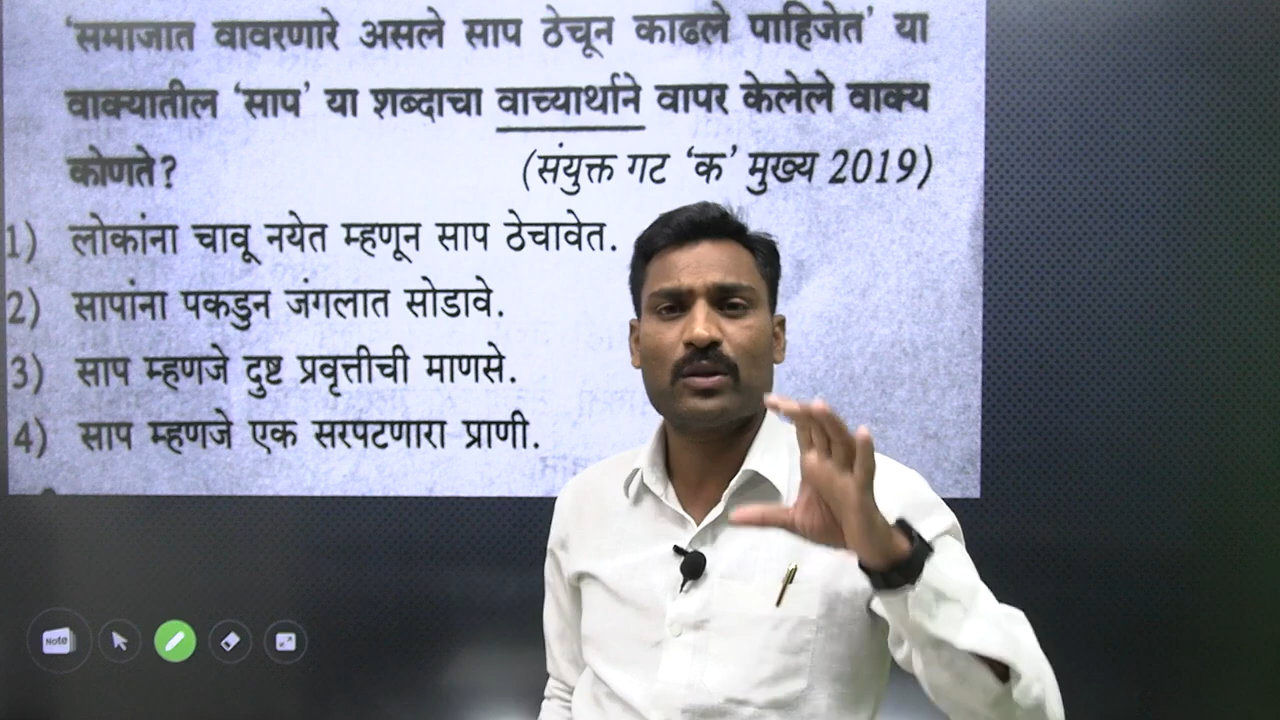 'समाजात वावरणारे असले साप ठेचून काढले पाहिजेत' या
वाक्यातील 'साप' या शब्दाचा वाच्यार्थाने वापर केलेले वाक्य
कोणते?
(संयुक्त गट 'क' मुख्य 2019)
1) लोकांना चावू नयेत म्हणून साप ठेचावेत.
2) सापांना पकडुन जंगलात सोडावे.
3) साप म्हणजे दुष्ट प्रवृत्तीची माणसे.
4) साप म्हणजे एक सरपटणारा प्राणी.
Note